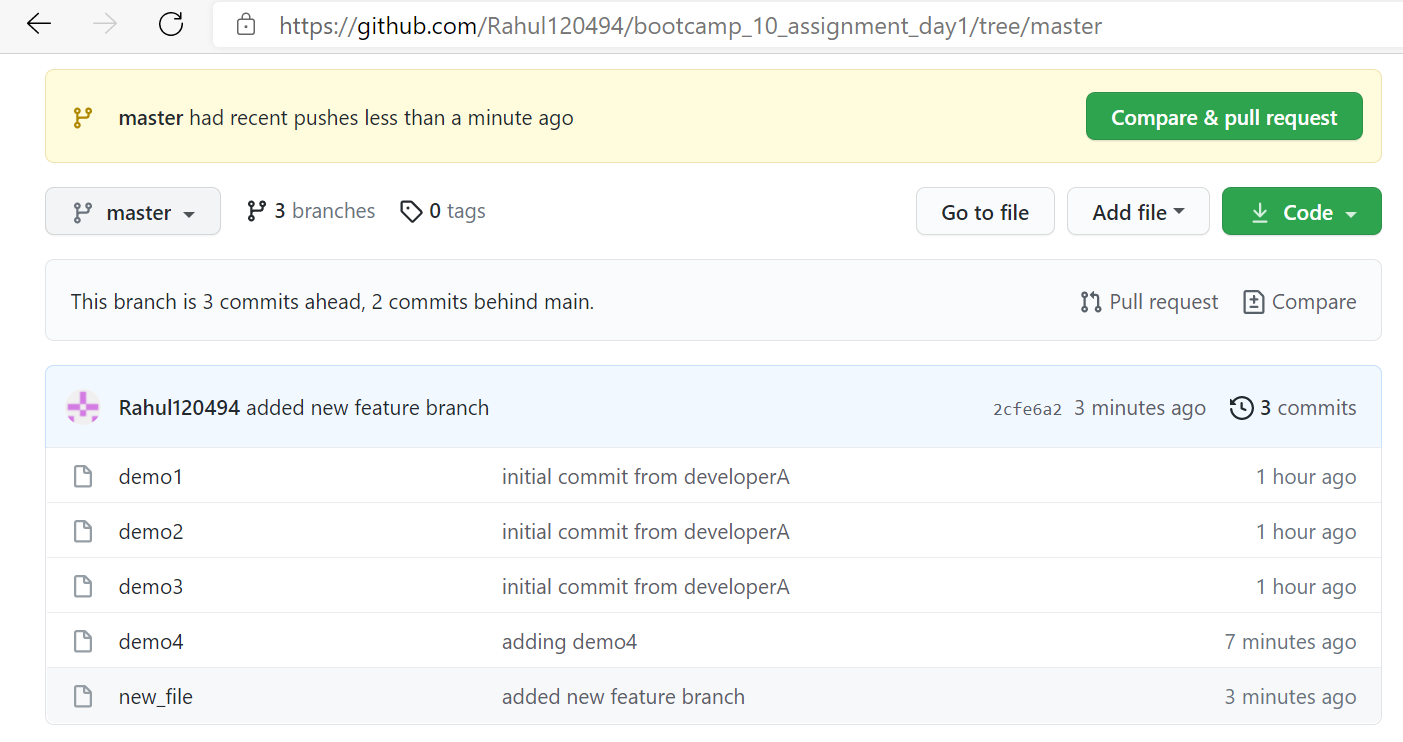 https://github.com/Rahul120494/bootcamp_10_assignment_day1/tree/master
master had recent pushes less than a minute ago Compare & pull request
master 3 branches 0 tags Go to file Add file Code
This branch is 3 commits ahead, 2 commits behind main. Pull request Compare
Rahul120494 added new feature branch 2cfe6a2 3 minutes ago 3 commits
demo1 initial commit from developerA 1 hour ago
demo2 initial commit from developerA 1 hour ago
demo3 initial commit from developerA 1 hour ago
demo4 adding demo4 7 minutes ago
new_file added new feature branch 3 minutes ago